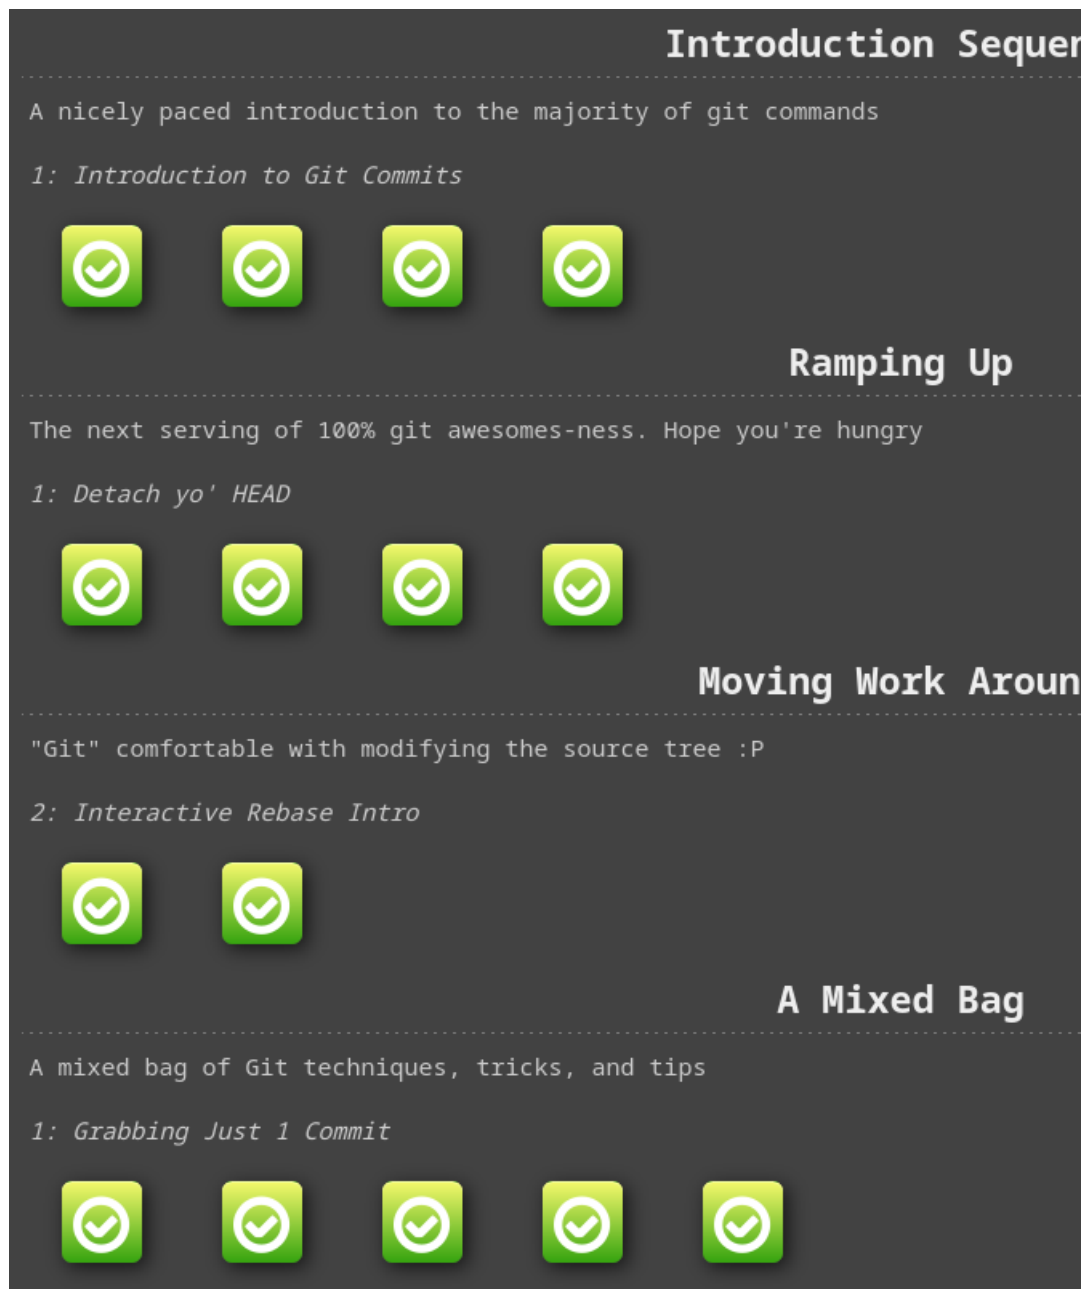 Introduction Sequen
A nicely paced introduction to the majority of git commands
1: Introduction to Git Commits
Ramping Up
The next serving of 100% git awesomes-ness. Hope you're hungry
1: Detach yo' HEAD
Moving Work Aroun
"Git" comfortable with modifying the source tree :P
2: Interactive Rebase Intro
A Mixed Bag
A mixed bag of Git techniques, tricks, and tips
1: Grabbing Just 1 Commit